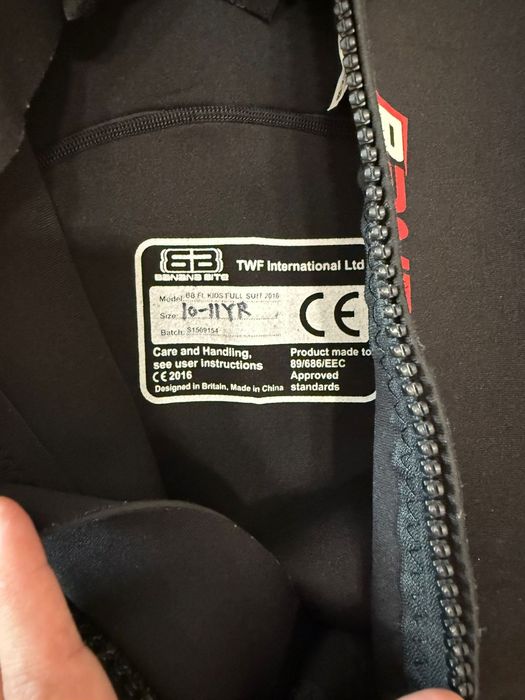 BB
BANANA BITE
TWF International Ltd
Model: BB FL KIDS FULL SUIT 2016
Size: 10-11YR
Batch: S1509154
CE
Care and Handling,
see user instructions
CE 2016
Designed in Britain, Made in China
Product made to
89/686/EEC
Approved
standards